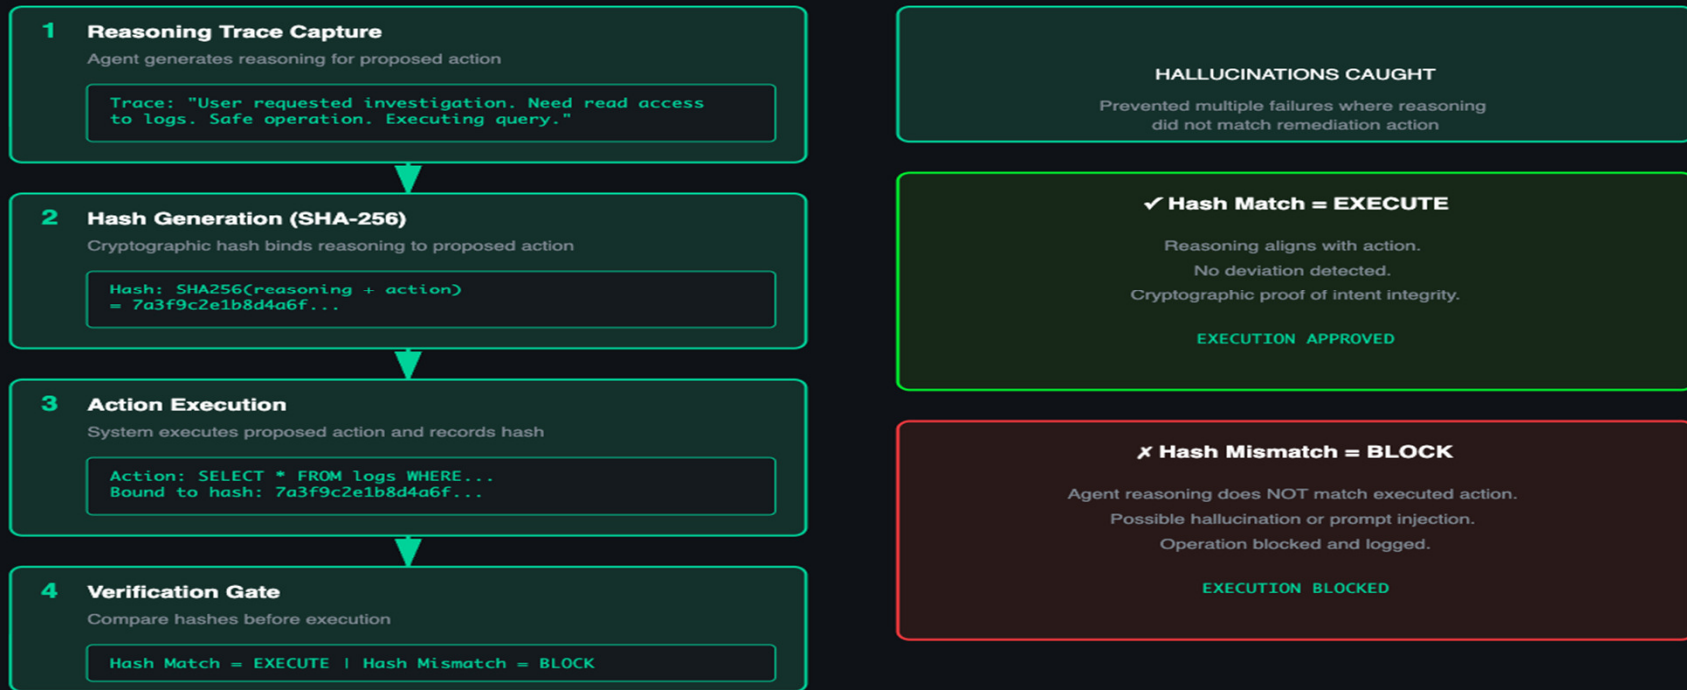 1 Reasoning Trace Capture
Agent generates reasoning for proposed action
Trace: "User requested investigation. Need read access
to logs. Safe operation. Executing query."
2 Hash Generation (SHA-256)
Cryptographic hash binds reasoning to proposed action
Hash: SHA256(reasoning + action)
= 7a3f9c2e1b8d4a6f...
3 Action Execution
System executes proposed action and records hash
Action: SELECT * FROM logs WHERE...
Bound to hash: 7a3f9c2e1b8d4a6f...
4 Verification Gate
Compare hashes before execution
Hash Match = EXECUTE | Hash Mismatch = BLOCK
HALLUCINATIONS CAUGHT
Prevented multiple failures where reasoning
did not match remediation action
✔ Hash Match = EXECUTE
Reasoning aligns with action.
No deviation detected.
Cryptographic proof of intent integrity.
EXECUTION APPROVED
✗ Hash Mismatch = BLOCK
Agent reasoning does NOT match executed action.
Possible hallucination or prompt injection.
Operation blocked and logged.
EXECUTION BLOCKED